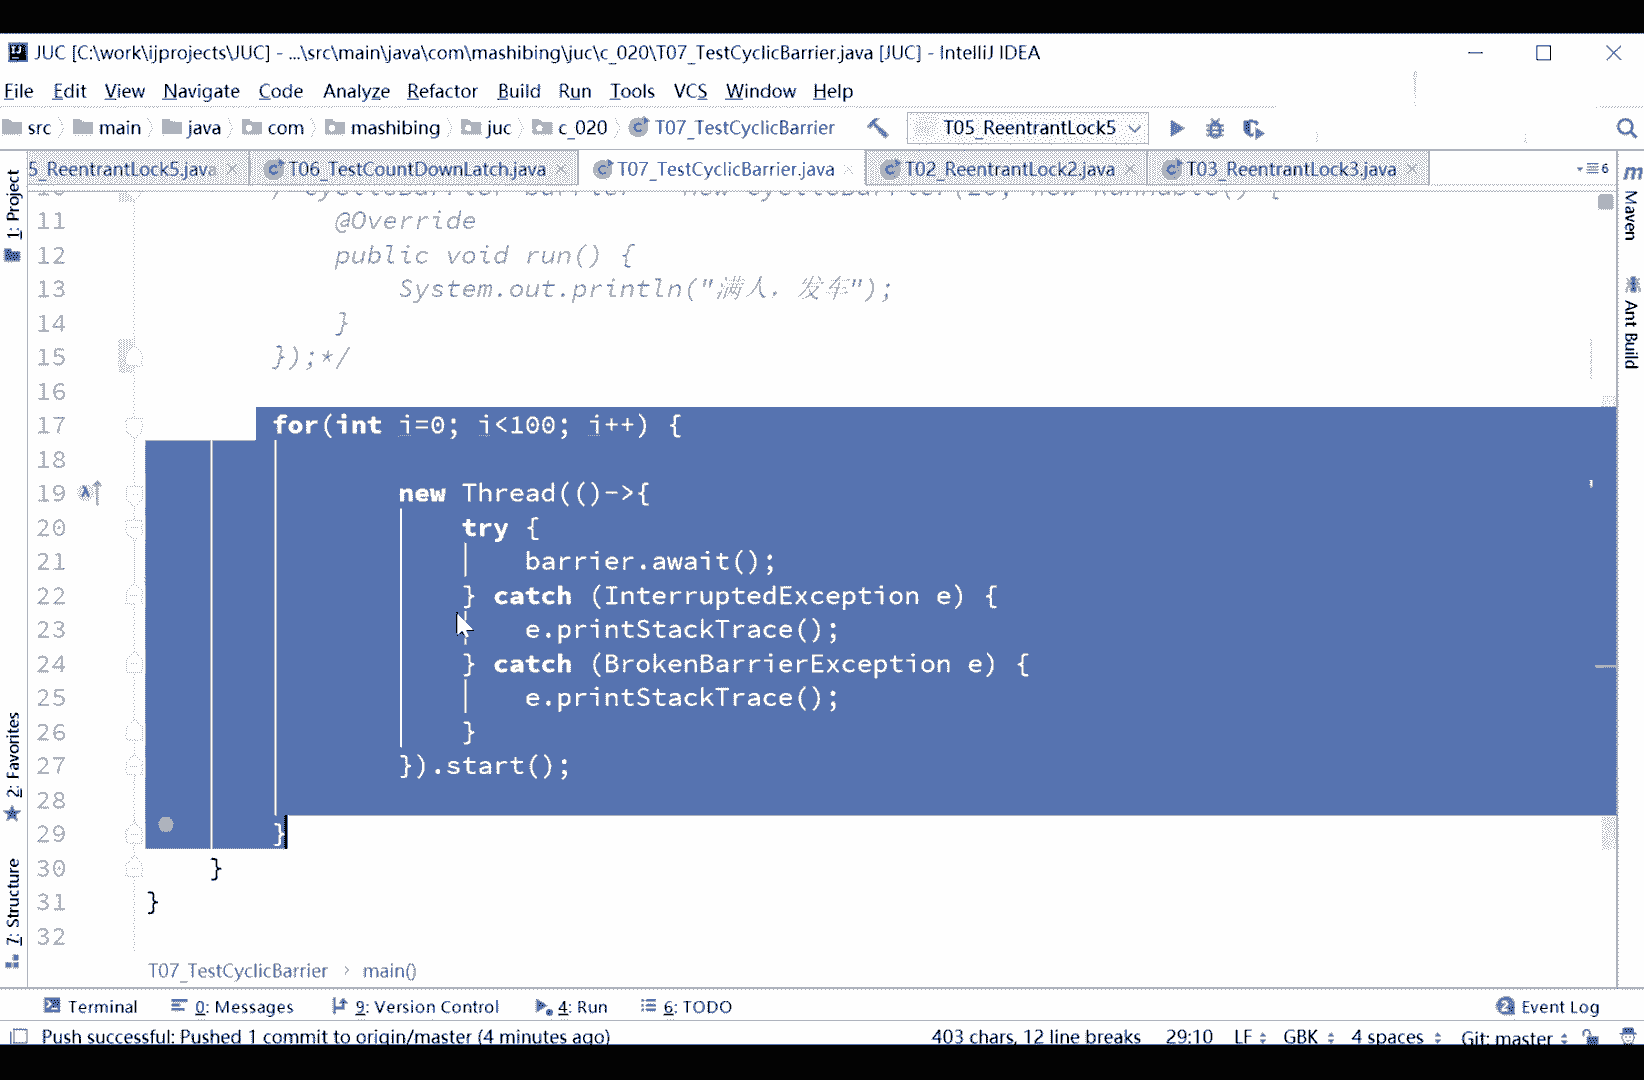 JUC [C:\work\ijprojects\JUC] - ...\src\main\java\com\mashibing\juc\c_020\T07_TestCyclicBarrier.java [JUC] - IntelliJ IDEA
File Edit View Navigate Code Analyze Refactor Build Run Tools VCS Window Help
src main java com mashibing juc c_020 T07_TestCyclicBarrier T05_ReentrantLock5
5_ReentrantLock5.java T06_TestCountDownLatch.java T07_TestCyclicBarrier.java T02_ReentrantLock2.java T03_ReentrantLock3.java 6
1: Project
Maven
Ant Build
2: Favorites
7: Structure
11 @Override
12 public void run() {
13 System.out.println("满人，发车");
14 }
15 });*/
16
17 for(int i=0; i<100; i++) {
18
19 new Thread(()->{
20 try {
21 barrier.await();
22 } catch (InterruptedException e) {
23 e.printStackTrace();
24 } catch (BrokenBarrierException e) {
25 e.printStackTrace();
26 }
27 }).start();
28
29 }
30 }
31 }
32
T07_TestCyclicBarrier › main()
Terminal 0: Messages 9: Version Control 4: Run 6: TODO 2 Event Log
Push successful: Pushed 1 commit to origin/master (4 minutes ago) 403 chars, 12 line breaks 29:10 LF GBK 4 spaces Git: master